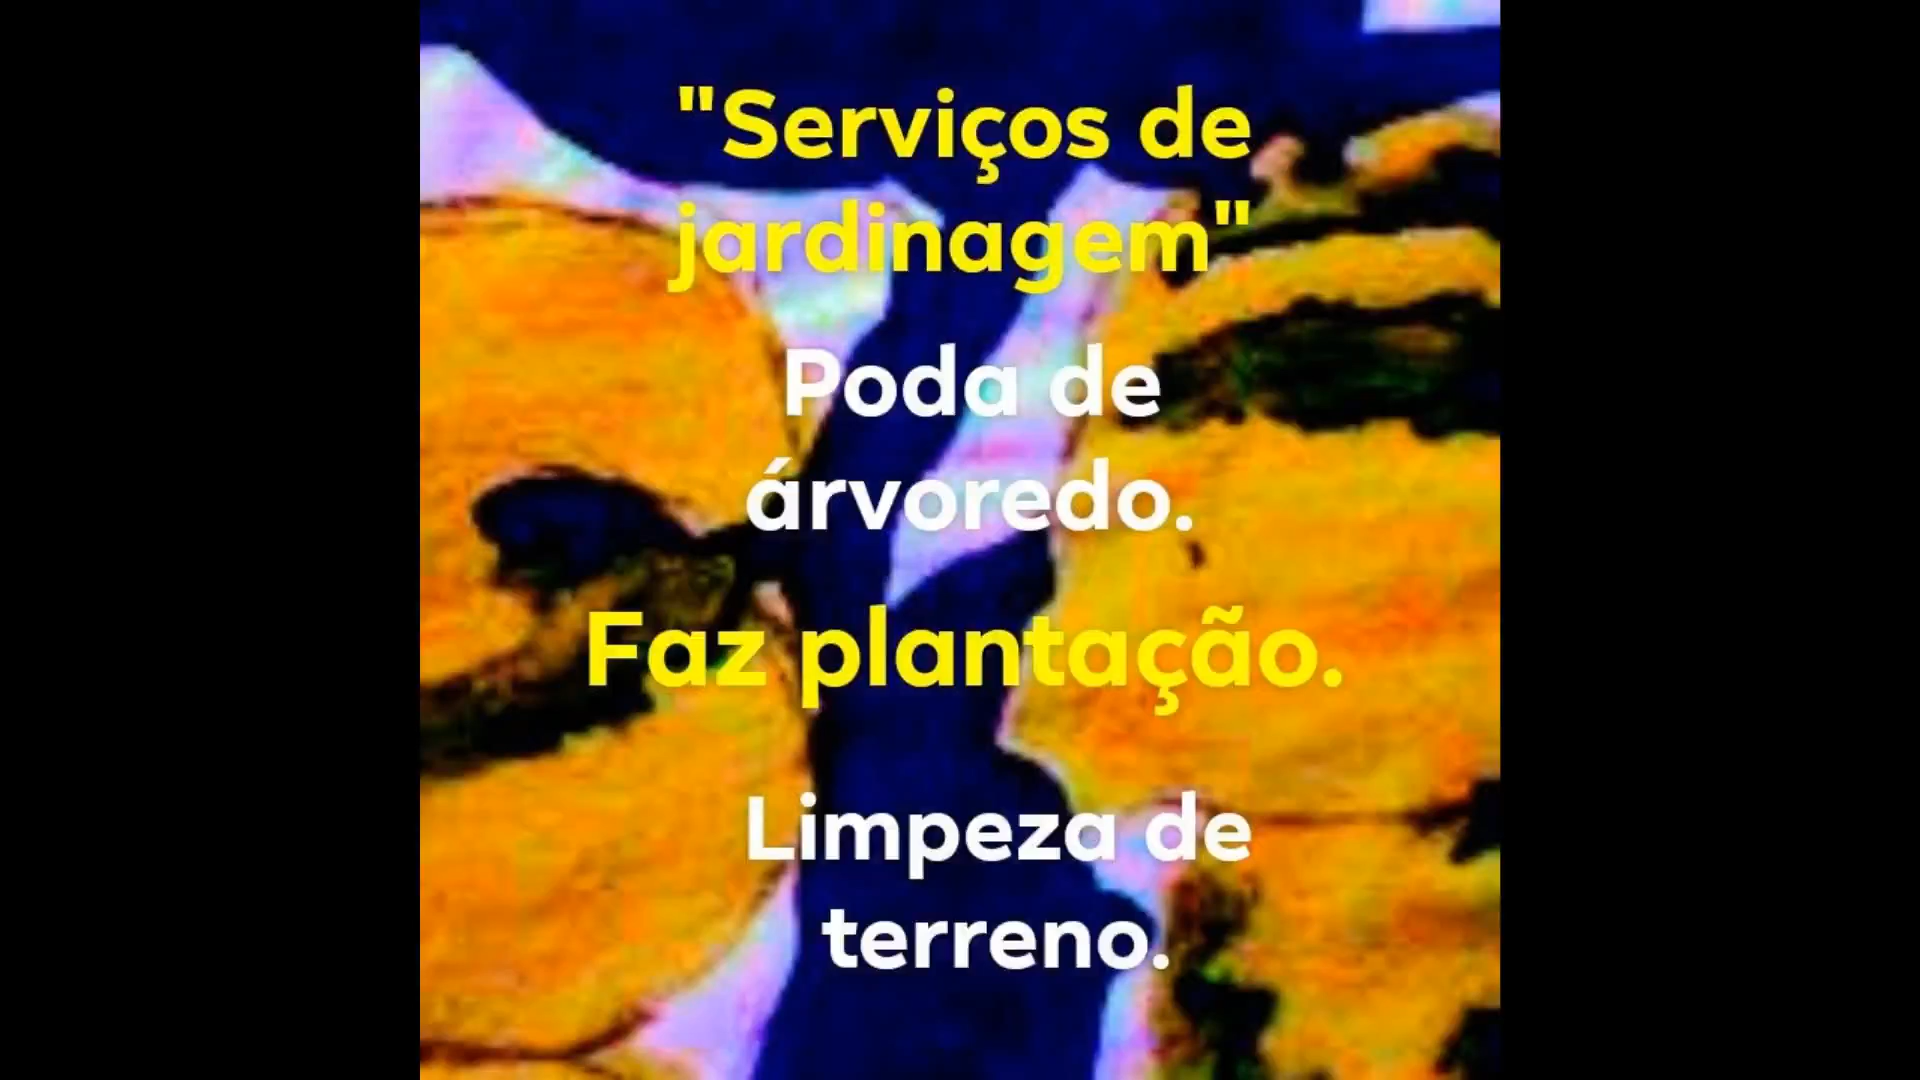 "Serviços de
jardinagem"
Poda de
árvoredo.
Faz plantação.
Limpeza de
terreno.